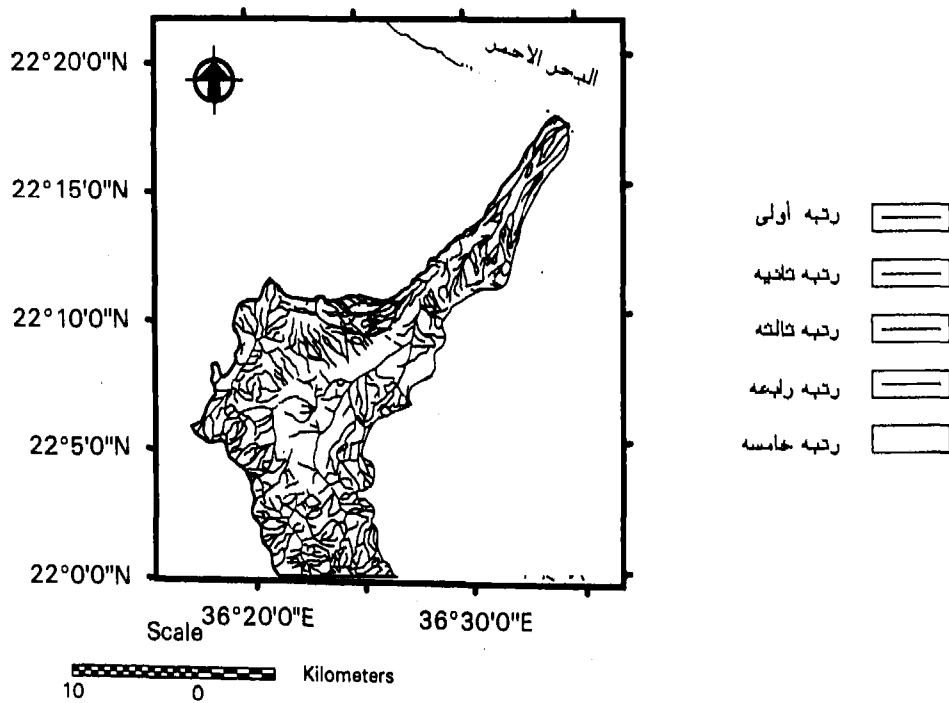 البحر الاحمر
22°20'0"N
22°15'0"N
22°10'0"N
22°5'0"N
22°0'0"N
36°20'0"E
36°30'0"E
Scale
Kilometers
10 0
رتبه أولى
رتبه ثانيه
رتبه ثالثه
رتبه رابعه
رتبه خامسه